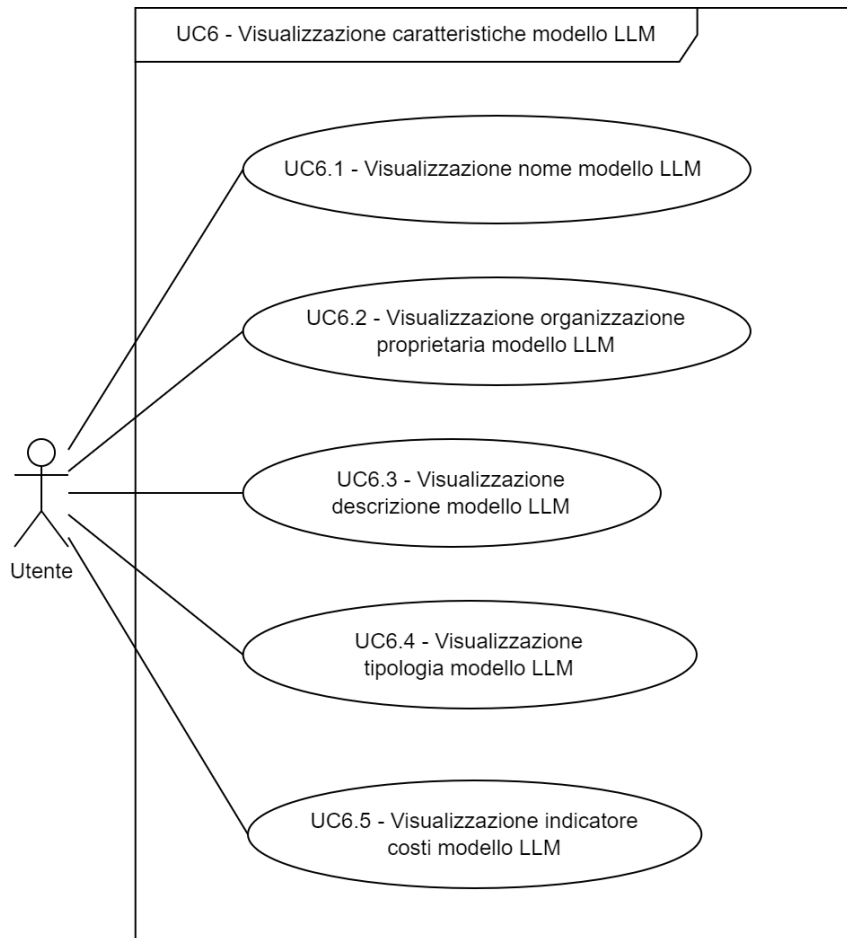 UC6 - Visualizzazione caratteristiche modello LLM
UC6.1 - Visualizzazione nome modello LLM
UC6.2 - Visualizzazione organizzazione
proprietaria modello LLM
UC6.3 - Visualizzazione
descrizione modello LLM
Utente
UC6.4 - Visualizzazione
tipologia modello LLM
UC6.5 - Visualizzazione indicatore
costi modello LLM